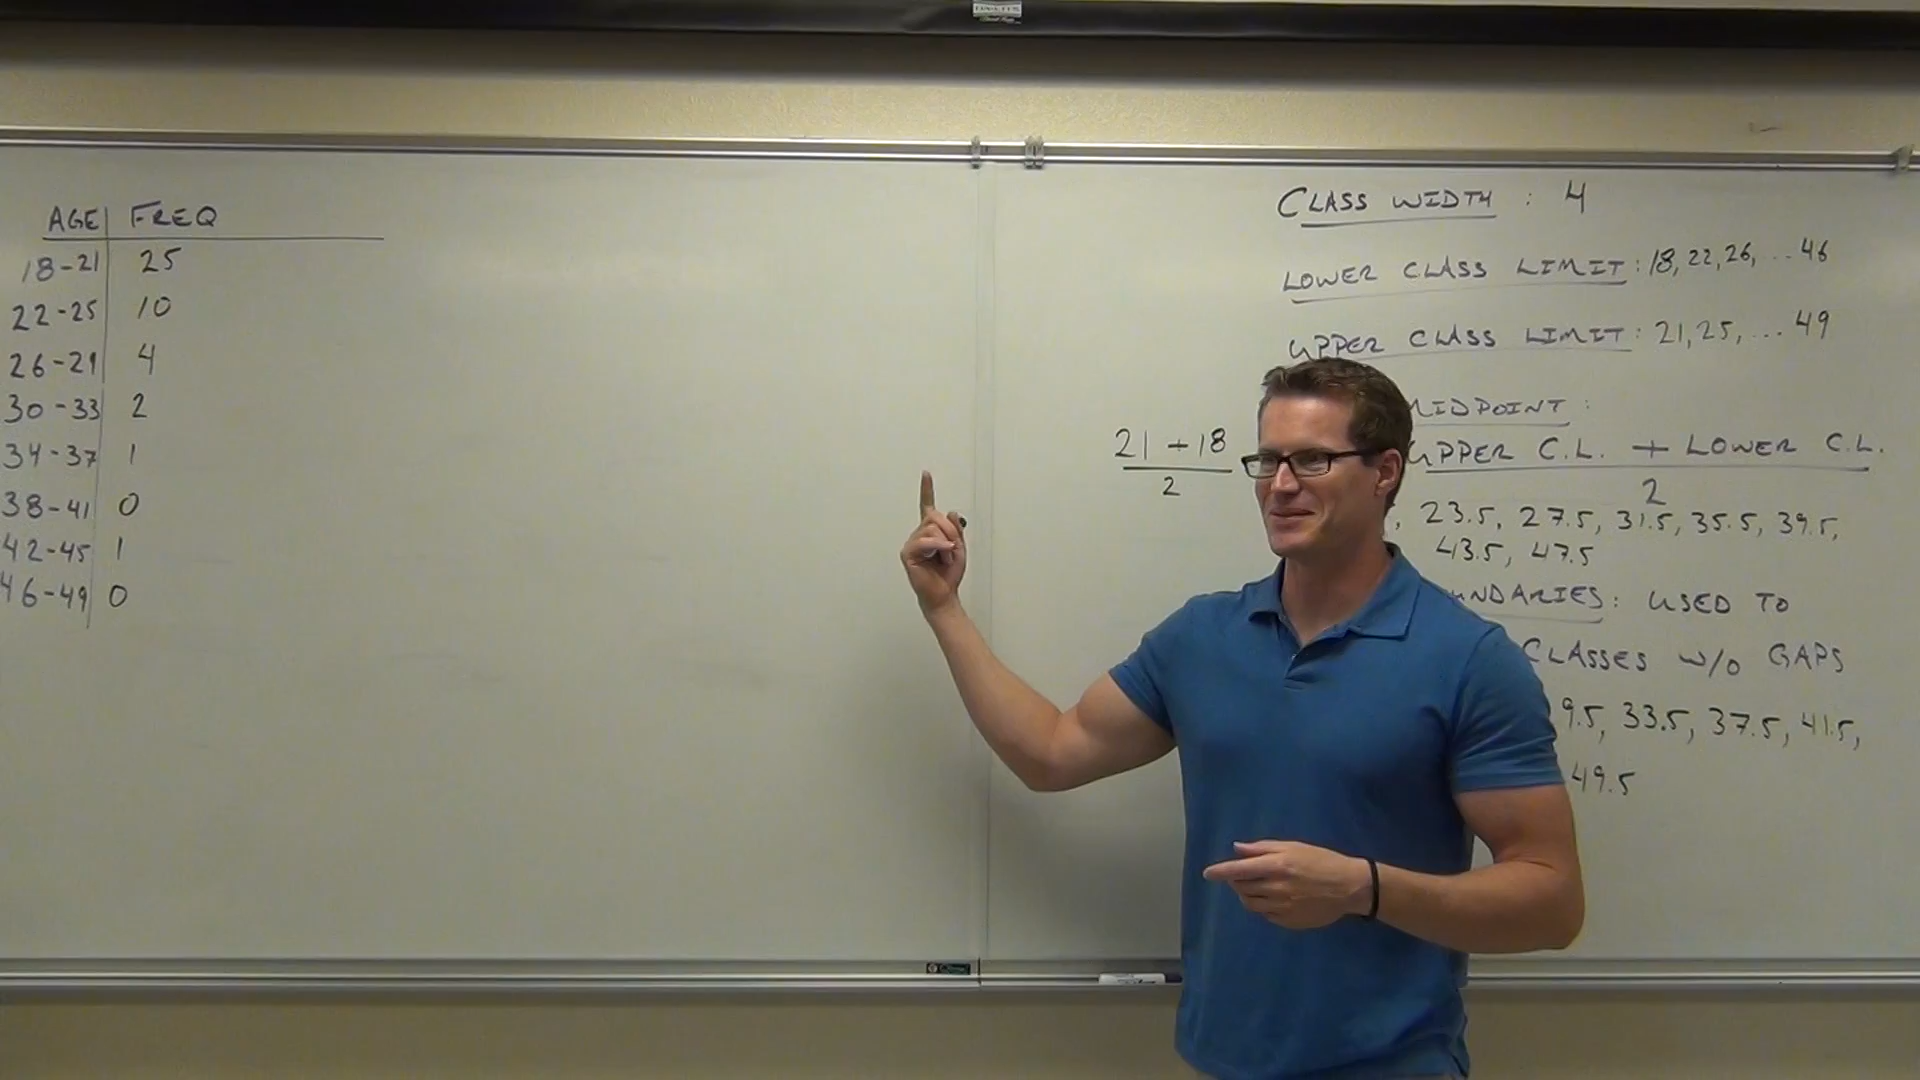 AGE FREQ
18-21 25
22-25 10
26-29 4
30-33 2
34-37 1
38-41 0
42-45 1
46-49 0
CLASS WIDTH : 4
LOWER CLASS LIMIT: 18, 22, 26, ... 46
UPPER CLASS LIMIT: 21, 25, ... 49
MIDPOINT:
21 + 18
2
UPPER C.L. + LOWER C.L.
2
, 23.5, 27.5, 31.5, 35.5, 39.5,
43.5, 47.5
NDARIES: USED TO
CLASSES W/O GAPS
9.5, 33.5, 37.5, 41.5,
49.5